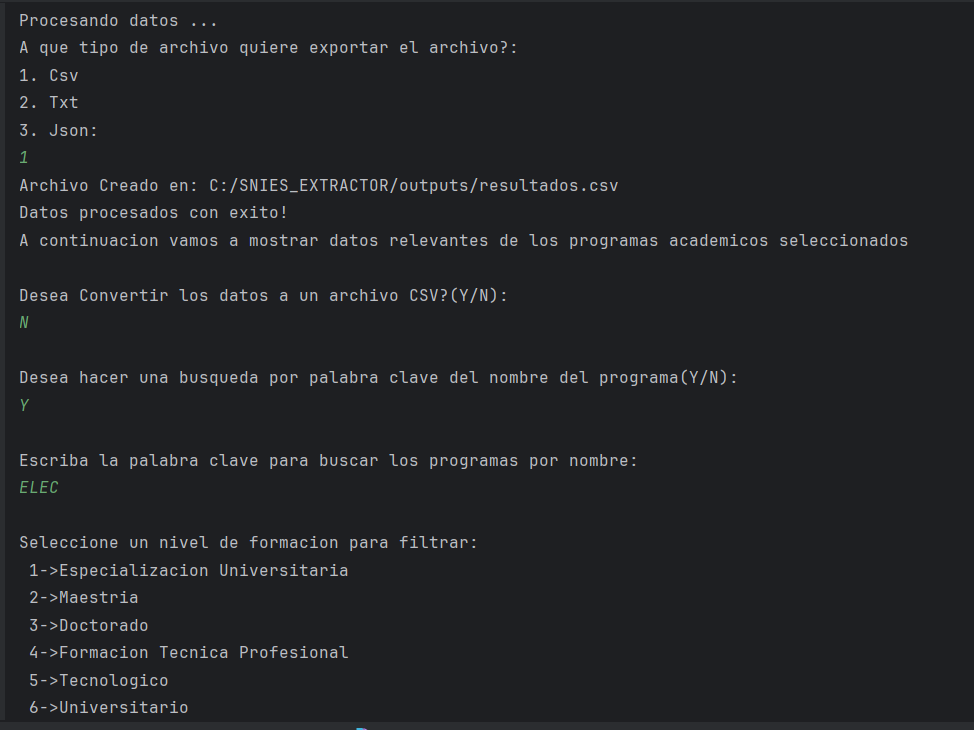 Procesando datos ...
A que tipo de archivo quiere exportar el archivo?:
1. Csv
2. Txt
3. Json:
1
Archivo Creado en: C:/SNIES_EXTRACTOR/outputs/resultados.csv
Datos procesados con exito!
A continuacion vamos a mostrar datos relevantes de los programas academicos seleccionados
Desea Convertir los datos a un archivo CSV?(Y/N):
N
Desea hacer una busqueda por palabra clave del nombre del programa(Y/N):
Y
Escriba la palabra clave para buscar los programas por nombre:
ELEC
Seleccione un nivel de formacion para filtrar:
1->Especializacion Universitaria
2->Maestria
3->Doctorado
4->Formacion Tecnica Profesional
5->Tecnologico
6->Universitario